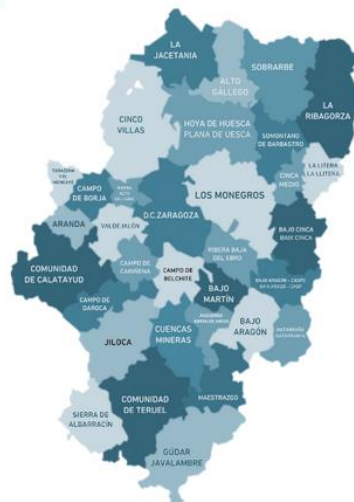 LA
JACETANIA
ALTO
GÁLLEGO
SOBRARBE
LA
RIBAGORZA
CINCO
VILLAS
HOYA DE HUESCA
PLANA DE UESCA
SOMONTANO
DE BARBASTRO
LA LITERA
LA LLITERA
CINCA
MEDIO
TARAZONA
Y EL MONCAYO
CAMPO
DE BORJA
LOS MONEGROS
D.C. ZARAGOZA
ARANDA
VALDEJALÓN
BAJO CINCA
BAIX CINCA
RIBERA BAJA
DEL EBRO
COMUNIDAD
DE CALATAYUD
CAMPO DE
CARIÑENA
CAMPO DE
BELCHITE
BAJO
MARTÍN
CAMPO DE
DAROCA
CUENCAS
MINERAS
BAJO
ARAGÓN
JILOCA
COMUNIDAD
DE TERUEL
MAESTRAZGO
SIERRA DE
ALBARRACÍN
GÚDAR
JAVALAMBRE